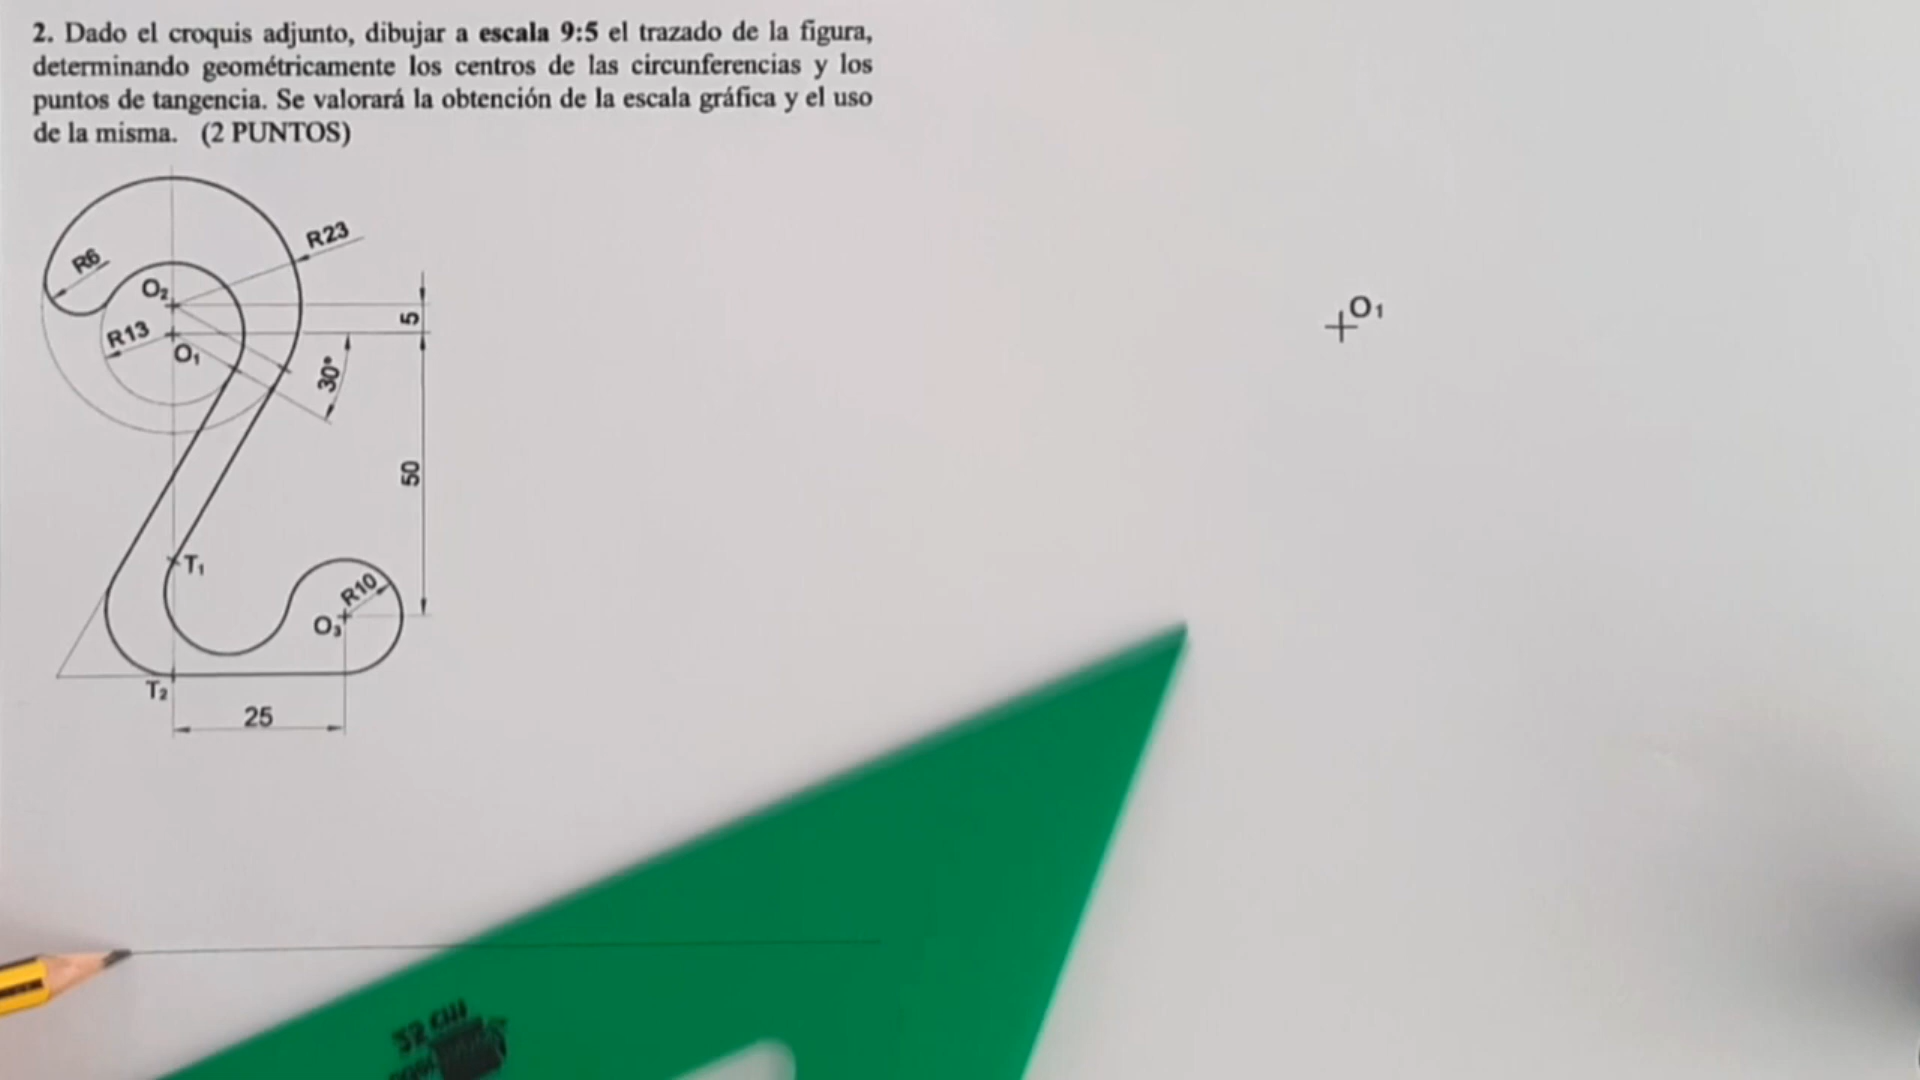 2. Dado el croquis adjunto, dibujar a escala 9:5 el trazado de la figura,
determinando geométricamente los centros de las circunferencias y los
puntos de tangencia. Se valorará la obtención de la escala gráfica y el uso
de la misma. (2 PUNTOS)
R23
R6
O₂
5
R13
O₁
30°
O₁
50
T₁
R10
O₃
T₂
25
32 cm